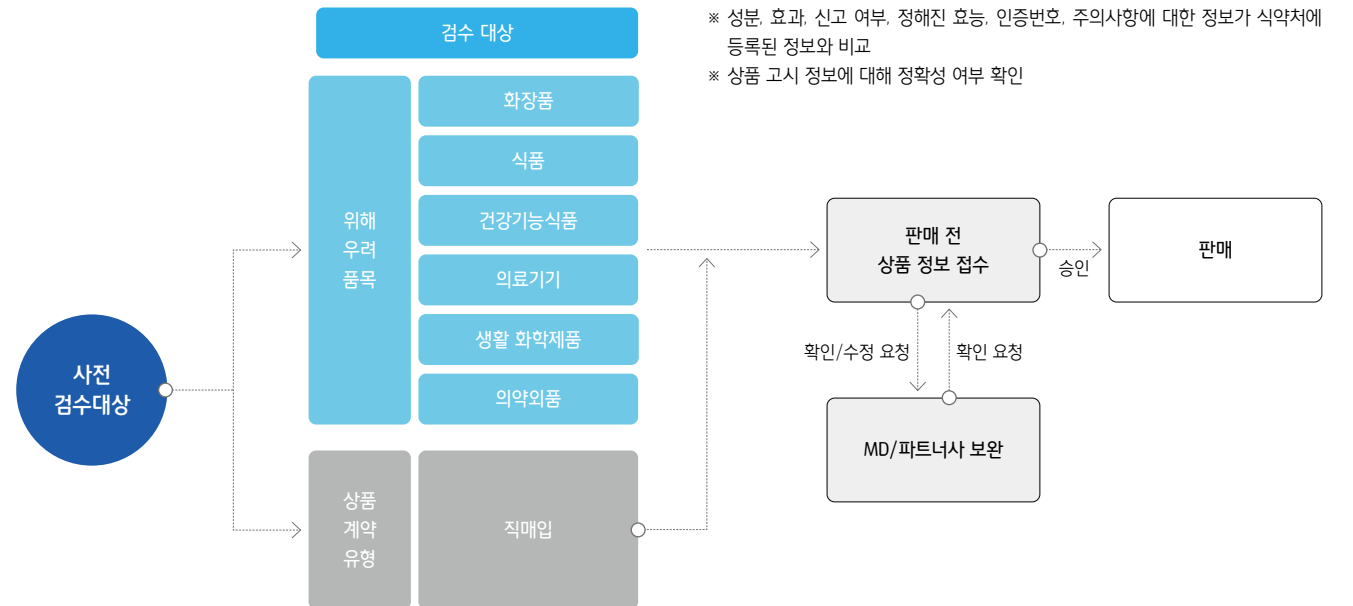 검수 대상
※ 성분, 효과, 신고 여부, 정해진 효능, 인증번호, 주의사항에 대한 정보가 식약처에
등록된 정보와 비교
※ 상품 고시 정보에 대해 정확성 여부 확인
사전
검수대상
위해
우려
품목
화장품
식품
건강기능식품
의료기기
생활 화학제품
의약외품
상품
계약
유형
직매입
판매 전
상품 정보 접수
승인
판매
확인/수정 요청
확인 요청
MD/파트너사 보완